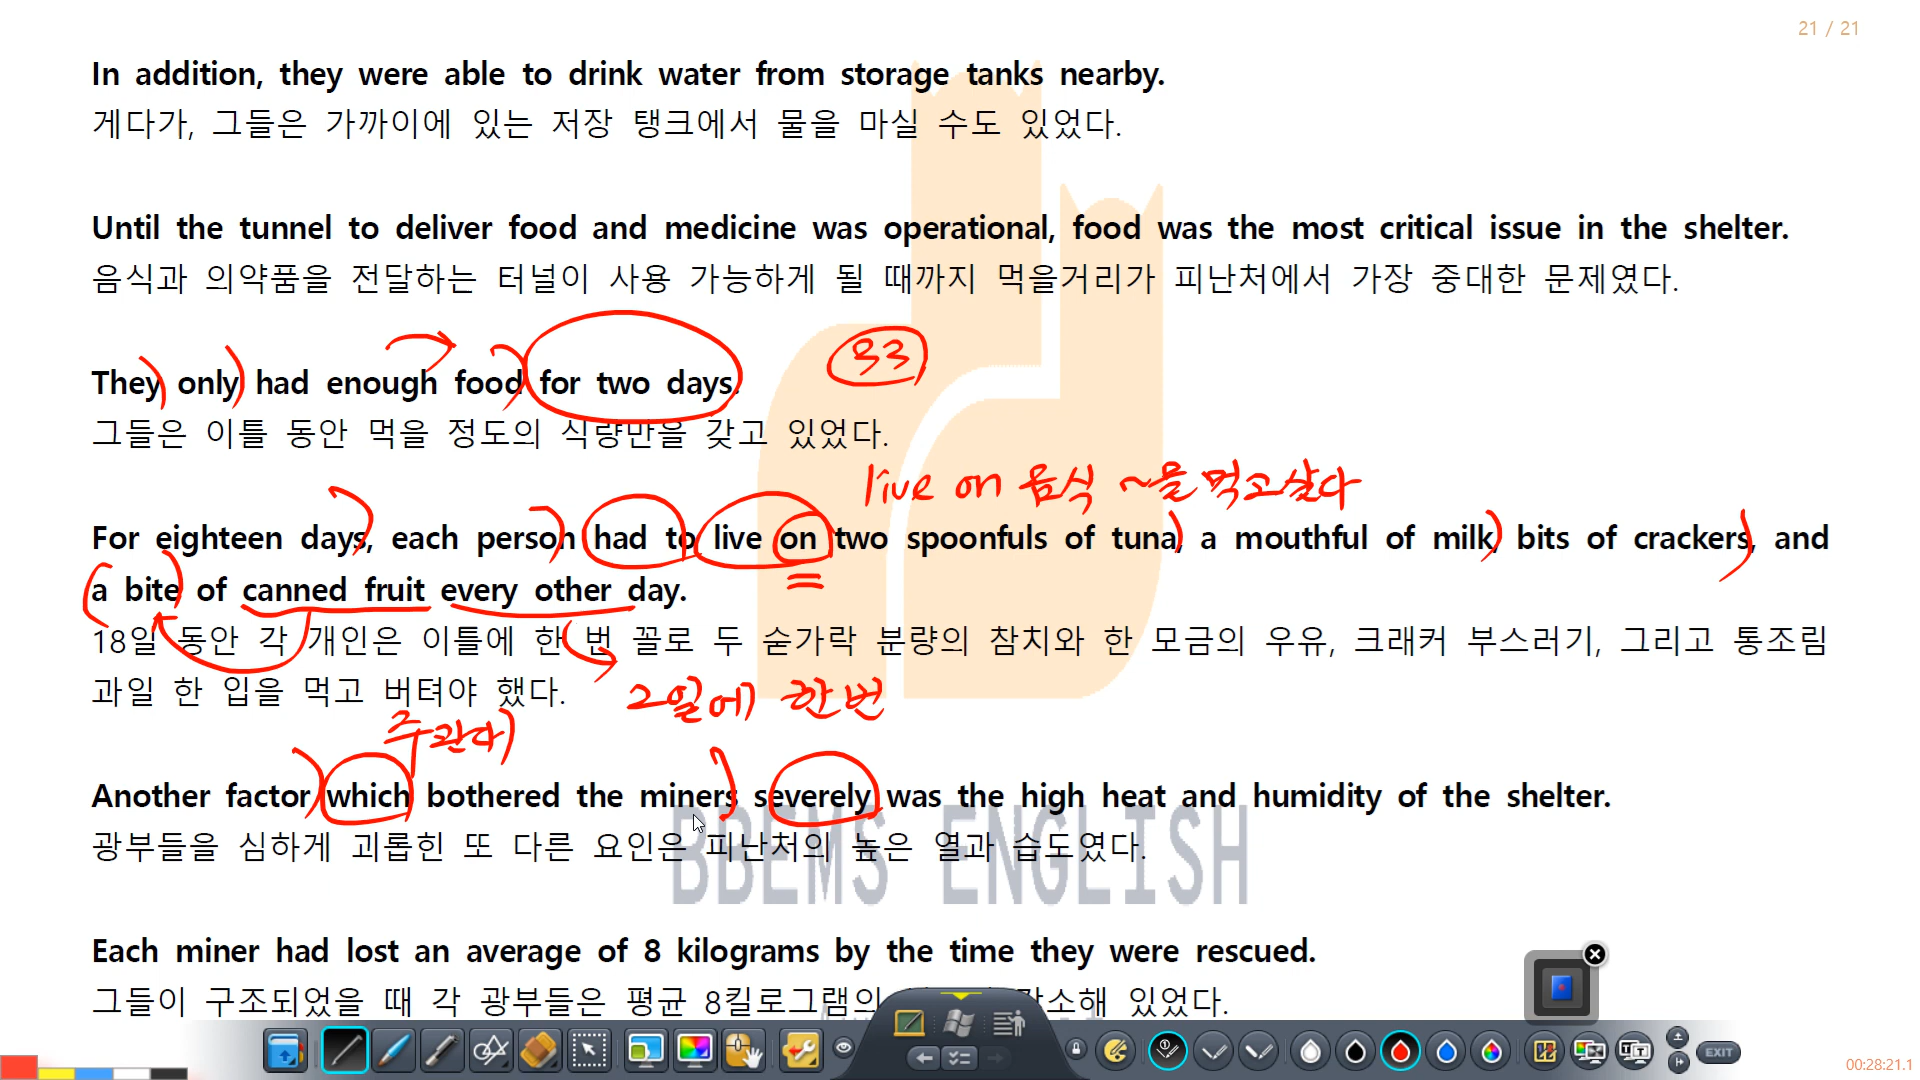 21 / 21
In addition, they were able to drink water from storage tanks nearby.
게다가, 그들은 가까이에 있는 저장 탱크에서 물을 마실 수도 있었다.
Until the tunnel to deliver food and medicine was operational, food was the most critical issue in the shelter.
음식과 의약품을 전달하는 터널이 사용 가능하게 될 때까지 먹을거리가 피난처에서 가장 중대한 문제였다.
33
They only had enough food for two days.
그들은 이틀 동안 먹을 정도의 식량만을 갖고 있었다.
live on 음식 ~을 먹고살다
For eighteen days, each person had to live on two spoonfuls of tuna, a mouthful of milk, bits of crackers, and
a bite of canned fruit every other day.
18일 동안 각 개인은 이틀에 한 번 꼴로 두 숟가락 분량의 참치와 한 모금의 우유, 크래커 부스러기, 그리고 통조림
과일 한 입을 먹고 버텨야 했다.
2일에 한번
주관대
Another factor which bothered the miners severely was the high heat and humidity of the shelter.
광부들을 심하게 괴롭힌 또 다른 요인은 피난처의 높은 열과 습도였다.
BBEMS ENGLISH
Each miner had lost an average of 8 kilograms by the time they were rescued.
그들이 구조되었을 때 각 광부들은 평균 8킬로그램의 감소해 있었다.
EXIT
00:28:21.1